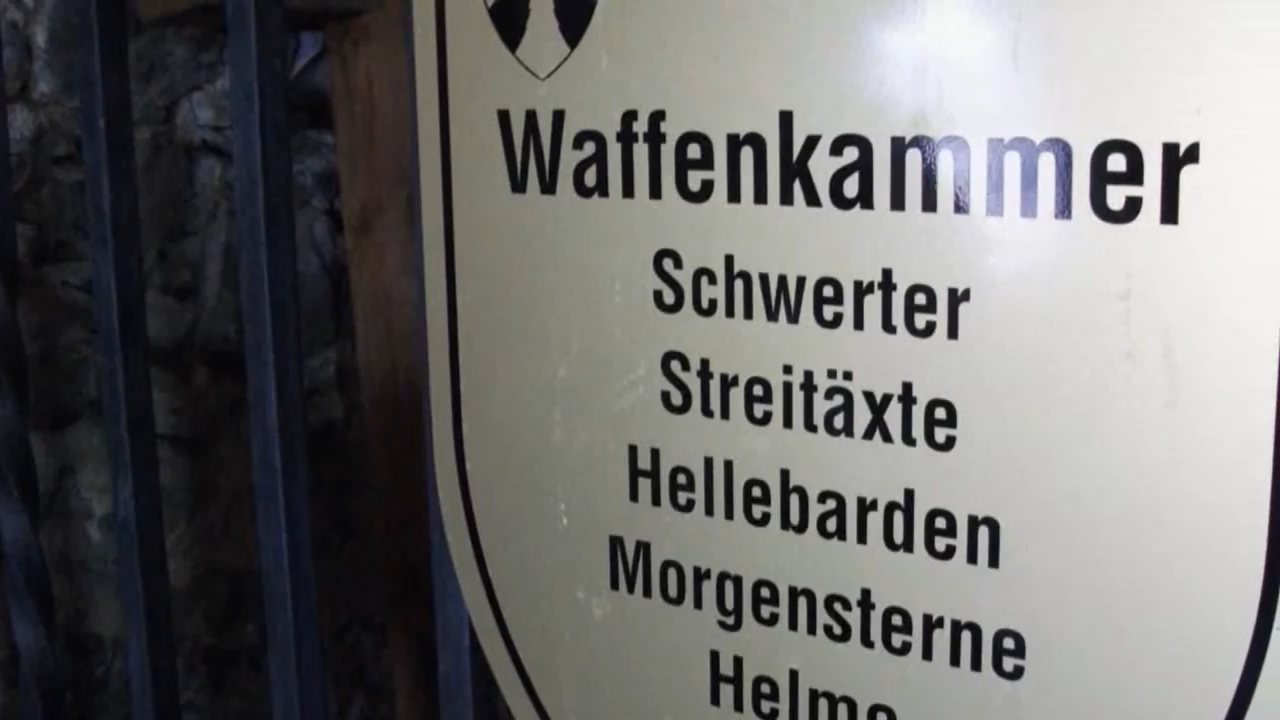 Waffenkammer
Schwerter
Streitäxte
Hellebarden
Morgensterne
Helme